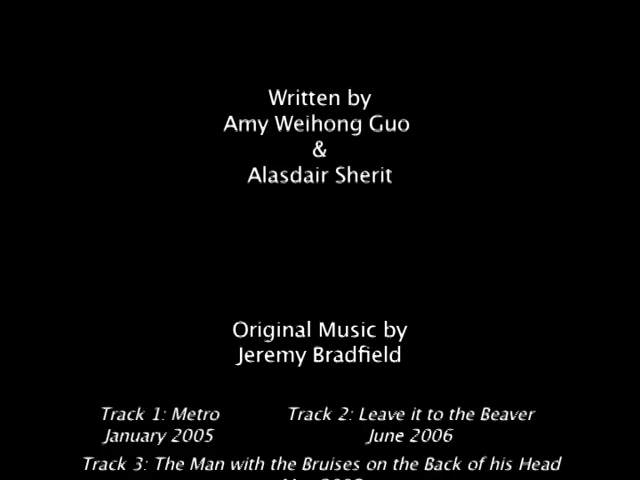 Written by
Amy Weihong Guo
&
Alasdair Sherit
Original Music by
Jeremy Bradfield
Track 1: Metro
January 2005
Track 2: Leave it to the Beaver
June 2006
Track 3: The Man with the Bruises on the Back of his Head